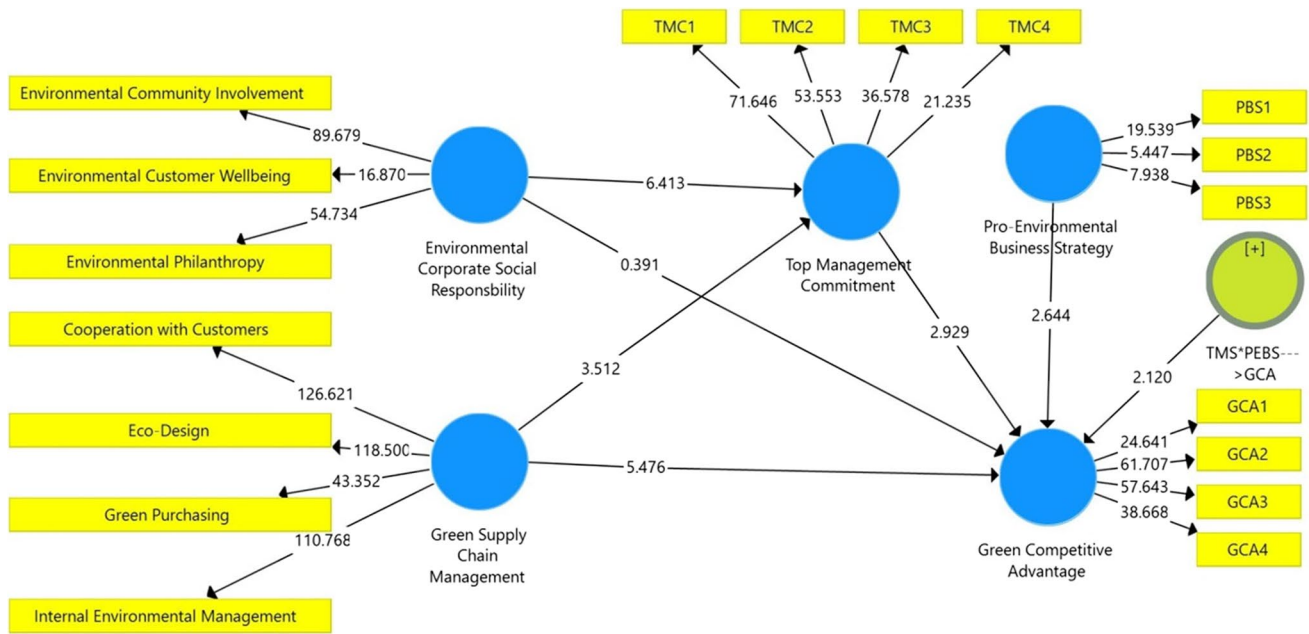 TMC1
TMC2
TMC3
TMC4
71.646
53.553
36.578
21.235
Environmental Community Involvement
89.679
Environmental Customer Wellbeing
16.870
54.734
Environmental Philanthropy
Environmental
Corporate Social
Responsbility
6.413
0.391
Top Management
Commitment
Pro-Environmental
Business Strategy
19.539
5.447
7.938
PBS1
PBS2
PBS3
[+]
TMS*PEBS---
>GCA
2.120
2.644
2.929
3.512
Cooperation with Customers
126.621
Eco-Design
118.500
43.352
Green Purchasing
110.768
Internal Environmental Management
Green Supply
Chain
Management
5.476
Green Competitive
Advantage
24.641
61.707
57.643
38.668
GCA1
GCA2
GCA3
GCA4